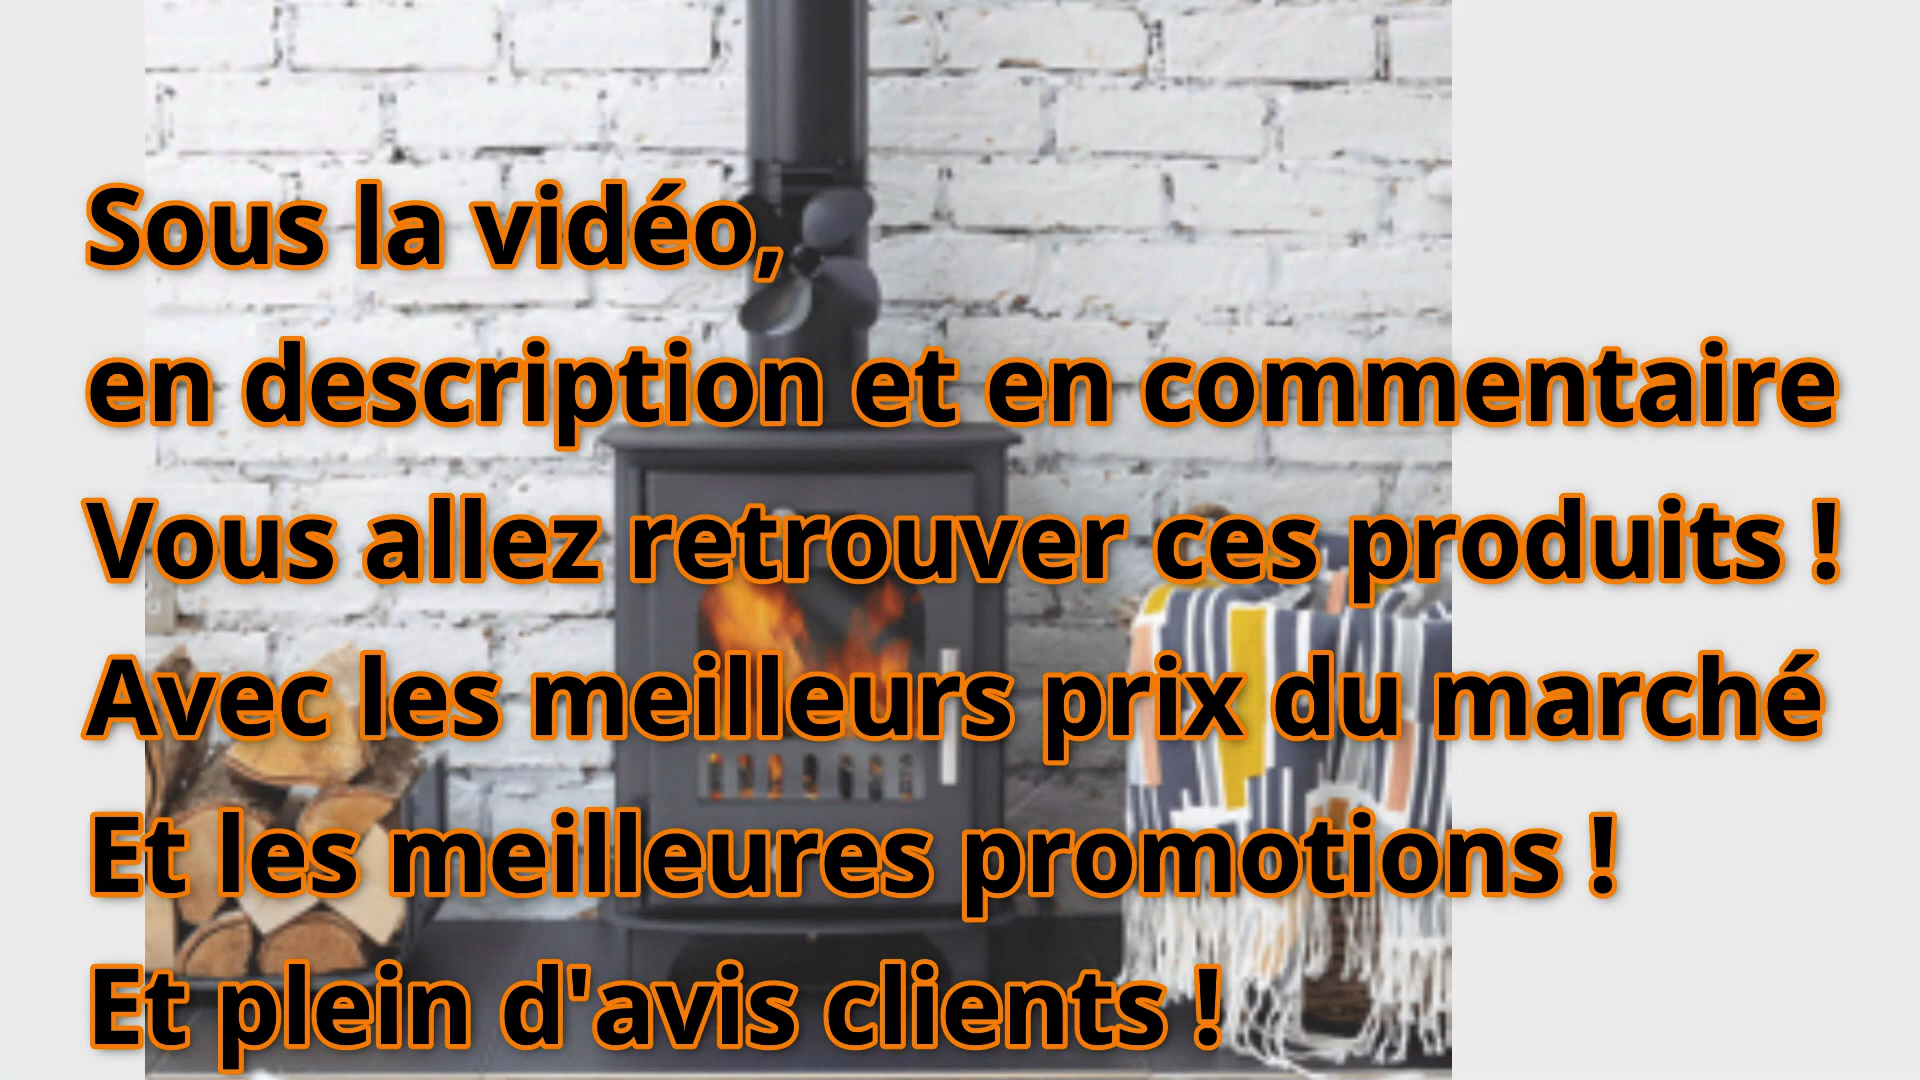 Sous la vidéo,
en description et en commentaire
Vous allez retrouver ces produits !
Avec les meilleurs prix du marché
Et les meilleures promotions !
Et plein d'avis clients !